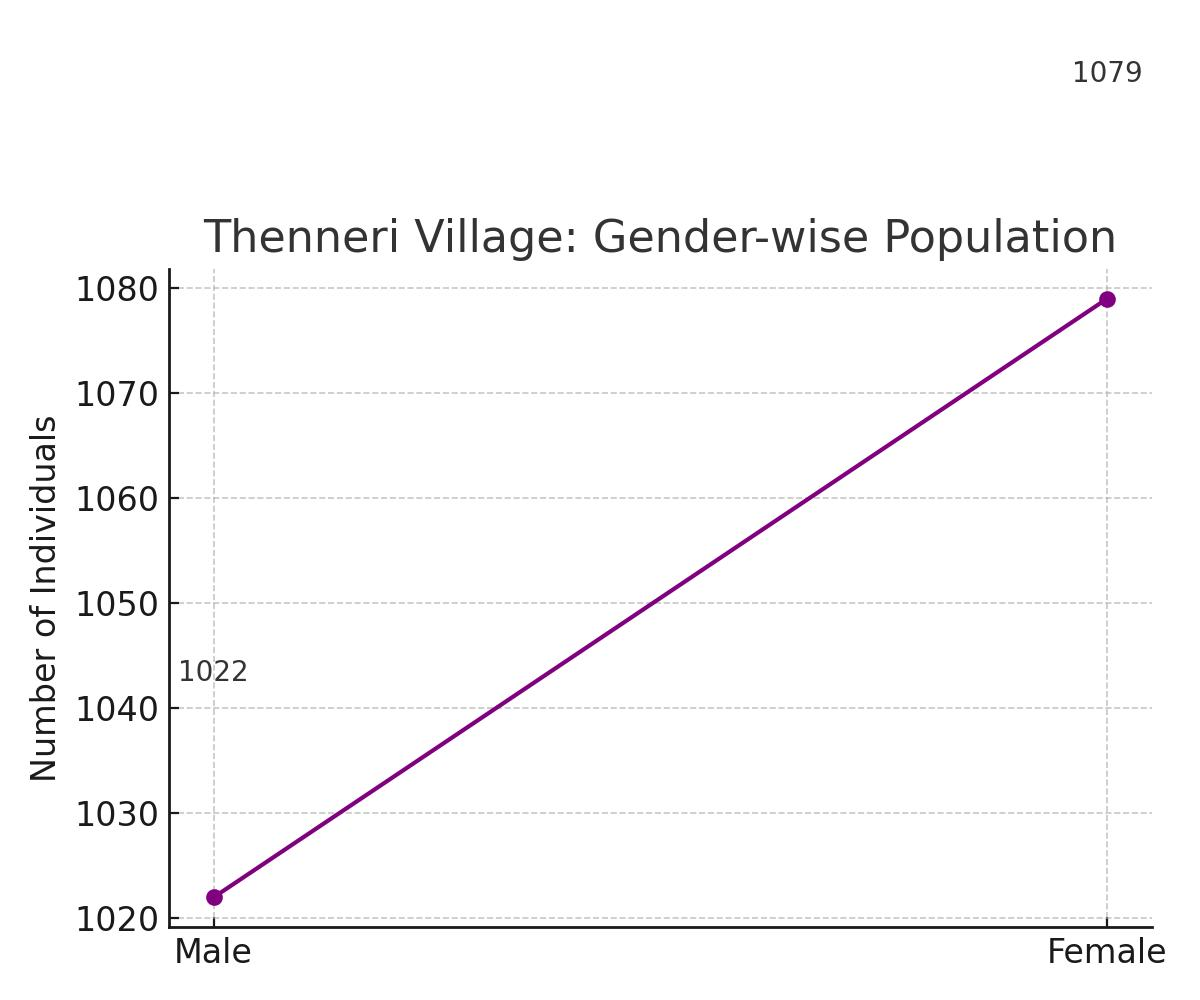 1079
Thenneri Village: Gender-wise Population
1080
1070
1060
1050
1022
1040
1030
1020
Number of Individuals
Male
Female